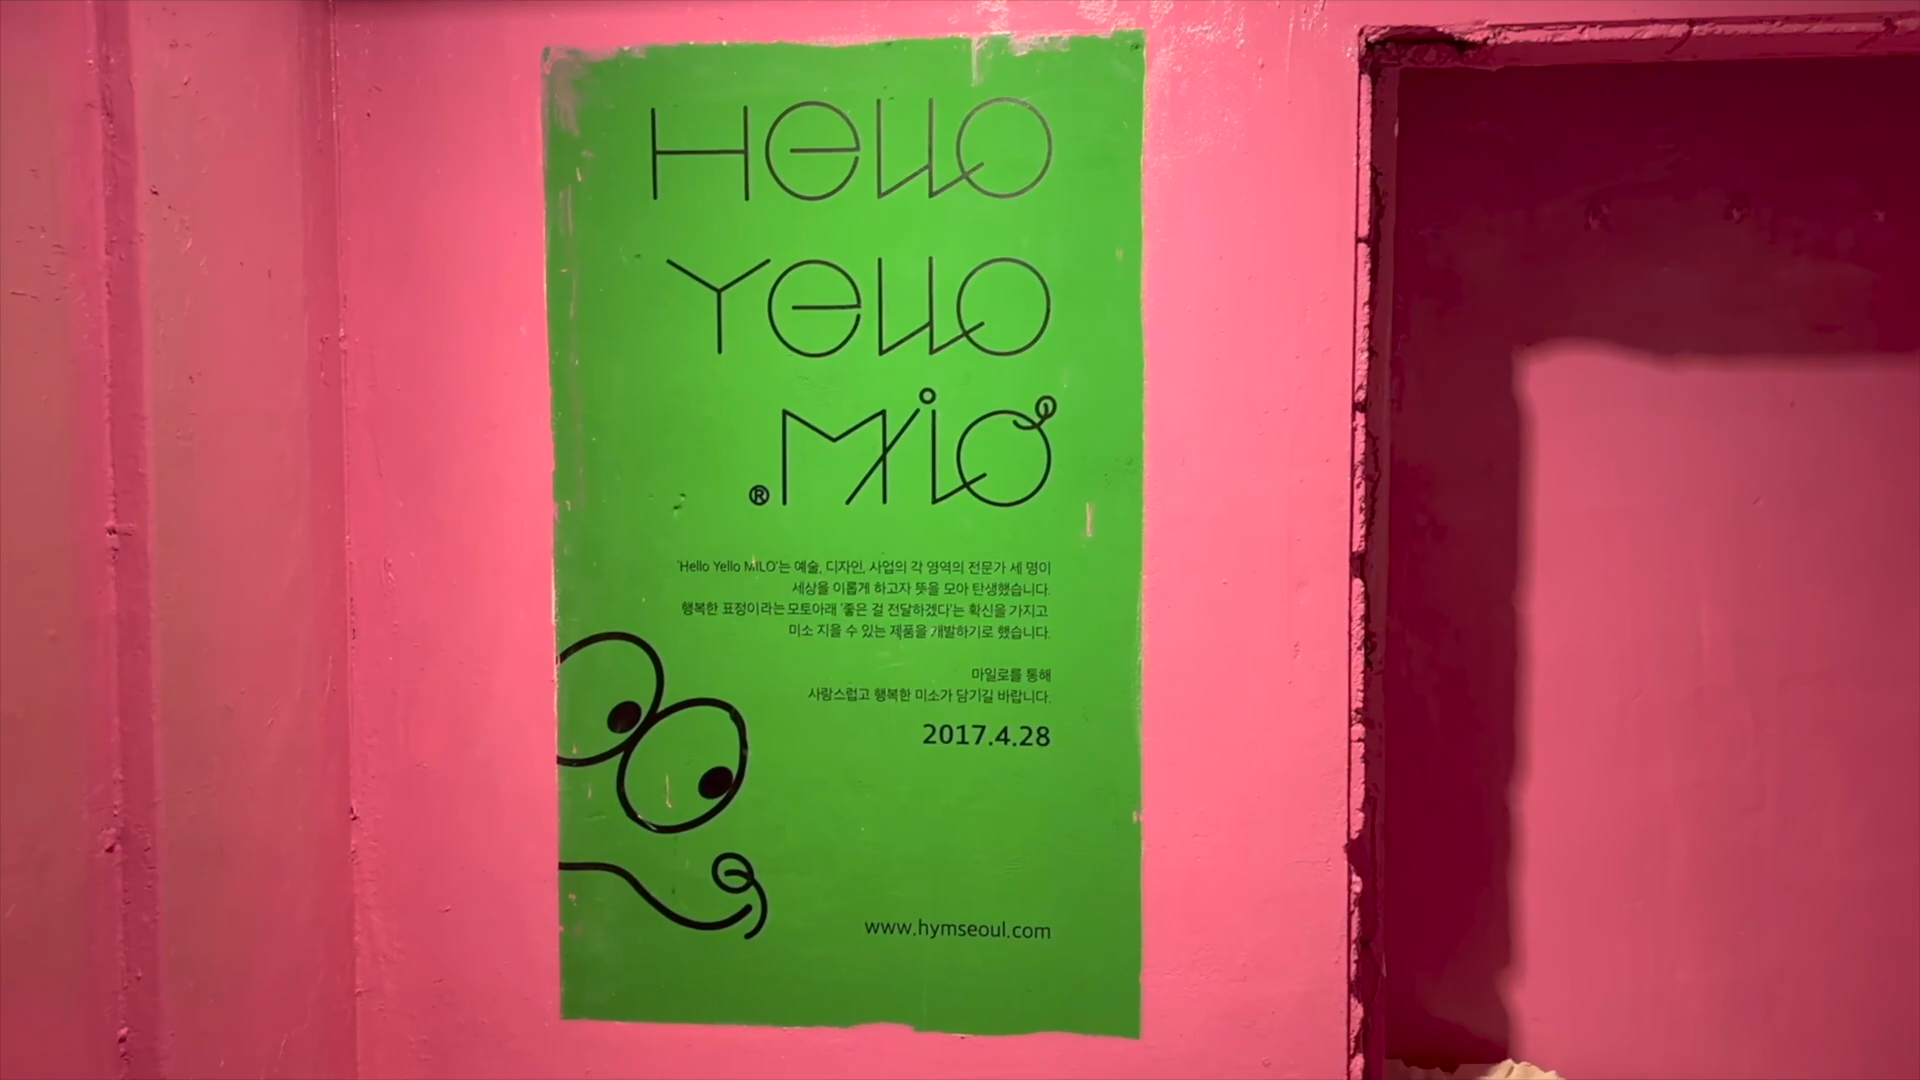 Hello
Yello
.MilO
®
'Hello Yello MILO'는 예술, 디자인, 사업의 각 영역의 전문가 세 명이
세상을 이롭게 하고자 뜻을 모아 탄생했습니다.
행복한 표정이라는 모토아래 '좋은 걸 전달하겠다'는 확신을 가지고
미소 지을 수 있는 제품을 개발하기로 했습니다.
마일로를 통해
사랑스럽고 행복한 미소가 담기길 바랍니다.
2017.4.28
www.hymseoul.com